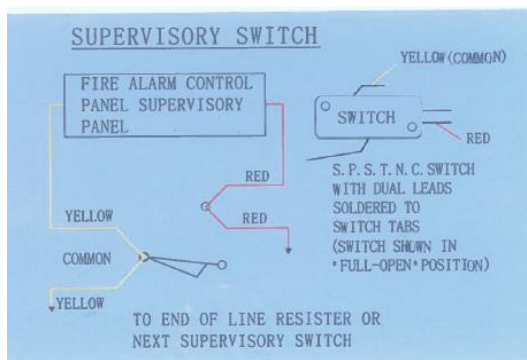 SUPERVISORY SWITCH
FIRE ALARM CONTROL
PANEL SUPERVISORY
PANEL
YELLOW(COMMON)
SWITCH
RED
RED
RED
YELLOW
COMMON
YELLOW
S.P.S.T.N.C. SWITCH
WITH DUAL LEADS
SOLDERED TO
SWITCH TABS
(SWITCH SHOWN IN
"FULL-OPEN" POSITION)
TO END OF LINE RESISTER OR
NEXT SUPERVISORY SWITCH